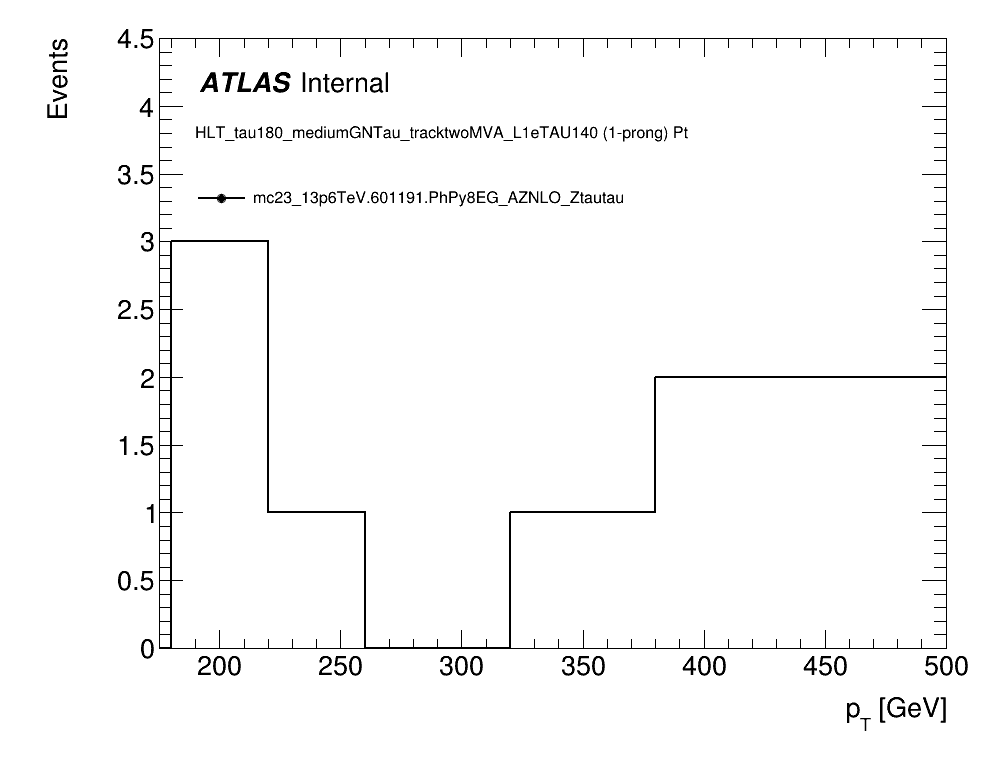 Events
4.5
4
3.5
3
2.5
2
1.5
1
0.5
0
ATLAS Internal
HLT_tau180_mediumGNTau_tracktwoMVA_L1eTAU140 (1-prong) Pt
mc23_13p6TeV.601191.PhPy8EG_AZNLO_Ztautau
200 250 300 350 400 450 500
p_T [GeV]